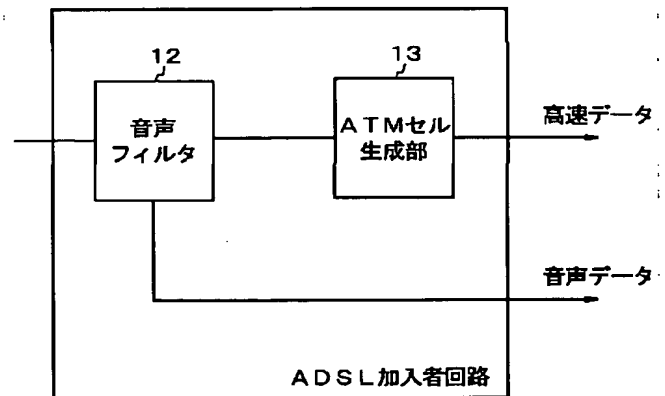 12
音声
フィルタ
13
ATMセル
生成部
高速データ
音声データ
ADSL加入者回路